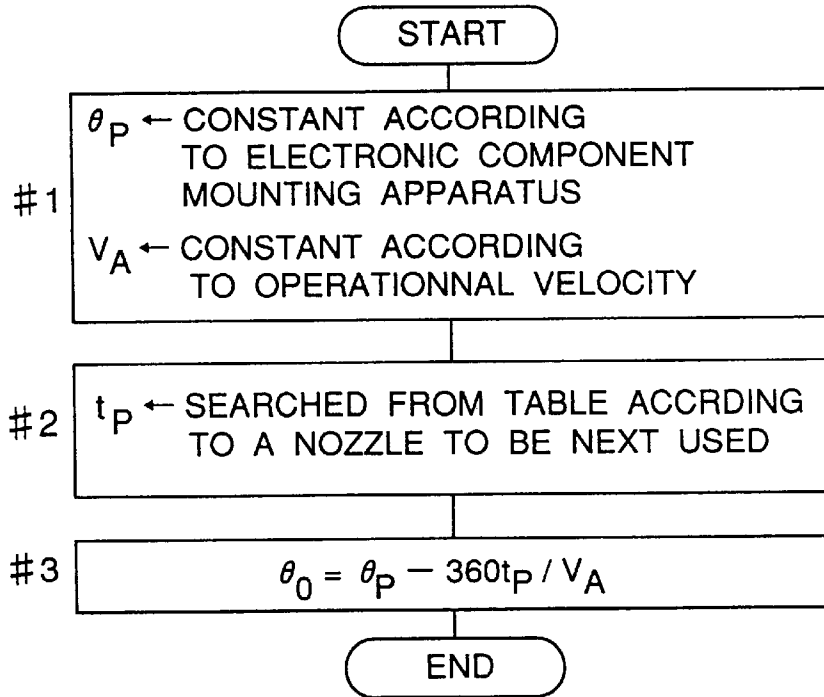 START
#1
θP ← CONSTANT ACCORDING
TO ELECTRONIC COMPONENT
MOUNTING APPARATUS
VA ← CONSTANT ACCORDING
TO OPERATIONNAL VELOCITY
#2
tP ← SEARCHED FROM TABLE ACCRDING
TO A NOZZLE TO BE NEXT USED
#3
θ0 = θP − 360tP / VA
END